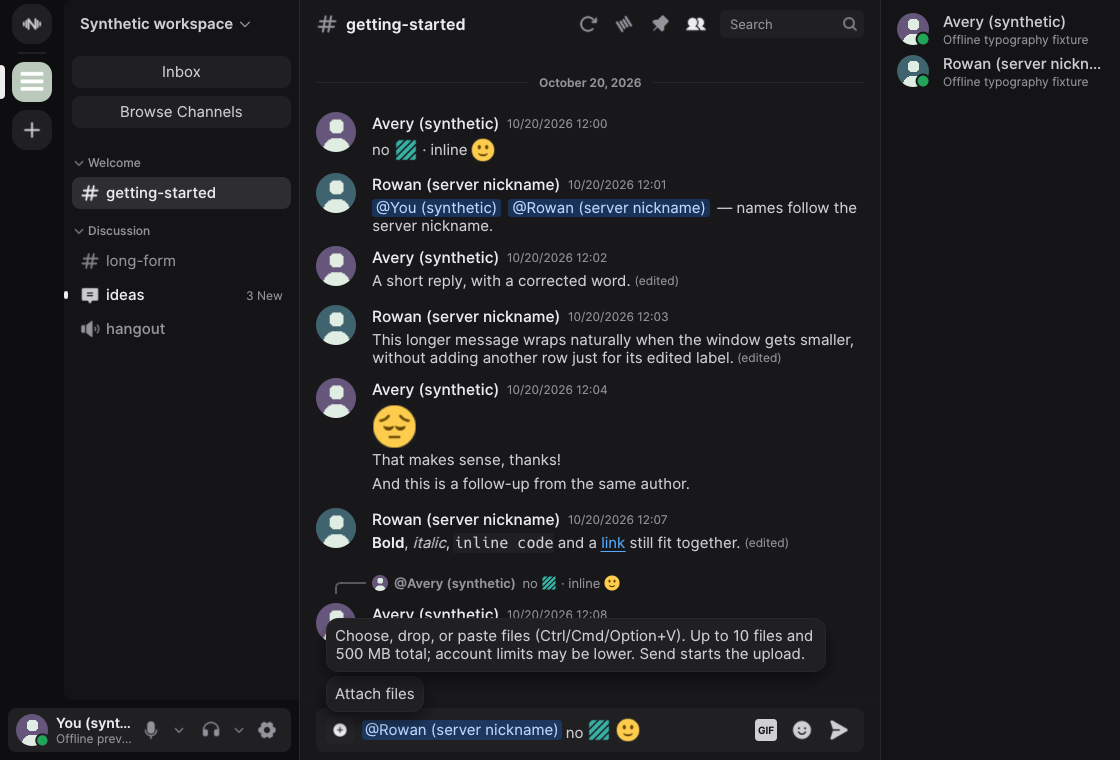 Synthetic workspace
Inbox
Browse Channels
Welcome
# getting-started
Discussion
# long-form
ideas 3 New
hangout
You (synt...
Offline prev...
# getting-started
Search
October 20, 2026
Avery (synthetic) 10/20/2026 12:00
no · inline 🙂
Rowan (server nickname) 10/20/2026 12:01
@You (synthetic) @Rowan (server nickname) — names follow the
server nickname.
Avery (synthetic) 10/20/2026 12:02
A short reply, with a corrected word. (edited)
Rowan (server nickname) 10/20/2026 12:03
This longer message wraps naturally when the window gets smaller,
without adding another row just for its edited label. (edited)
Avery (synthetic) 10/20/2026 12:04
😔
That makes sense, thanks!
And this is a follow-up from the same author.
Rowan (server nickname) 10/20/2026 12:07
Bold, italic, inline code and a link still fit together. (edited)
@Avery (synthetic) no · inline 🙂
Avery (synthetic) 10/20/2026 12:08
Choose, drop, or paste files (Ctrl/Cmd/Option+V). Up to 10 files and
500 MB total; account limits may be lower. Send starts the upload.
Attach files
@Rowan (server nickname) no 🙂
GIF
Avery (synthetic)
Offline typography fixture
Rowan (server nickn...
Offline typography fixture